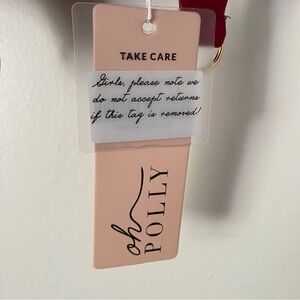 TAKE CARE
Girls, please note we
do not accept returns
if this tag is removed!
oh
POLLY